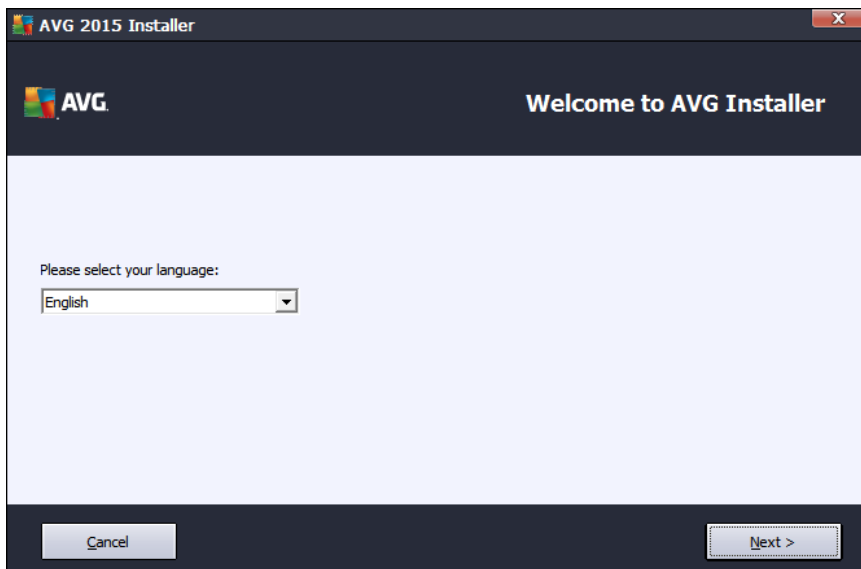 AVG 2015 Installer
X
AVG.
Welcome to AVG Installer
Please select your language:
English
Cancel
Next >